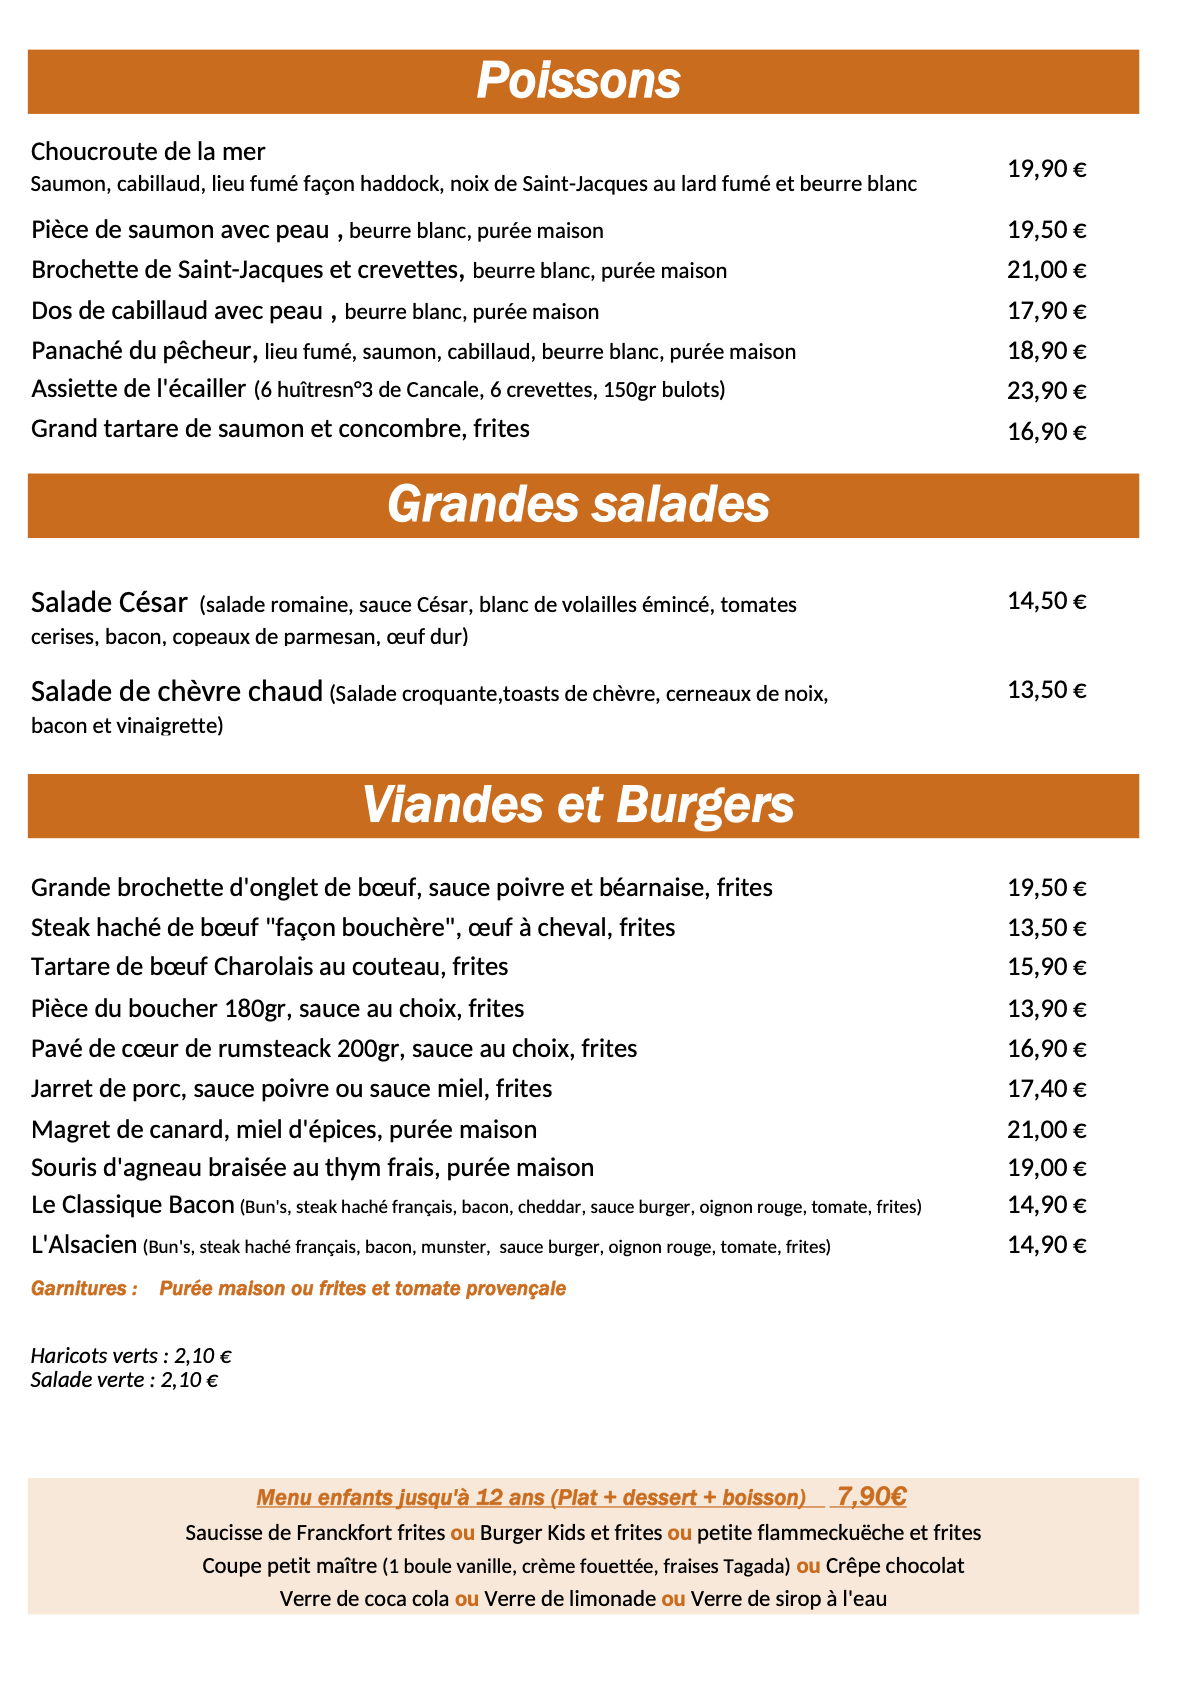 Poissons
Choucroute de la mer
19,90 €
Saumon, cabillaud, lieu fumé façon haddock, noix de Saint-Jacques au lard fumé et beurre blanc
Pièce de saumon avec peau , beurre blanc, purée maison 19,50 €
Brochette de Saint-Jacques et crevettes, beurre blanc, purée maison 21,00 €
Dos de cabillaud avec peau , beurre blanc, purée maison 17,90 €
Panaché du pêcheur, lieu fumé, saumon, cabillaud, beurre blanc, purée maison 18,90 €
Assiette de l'écailler (6 huîtresn°3 de Cancale, 6 crevettes, 150gr bulots) 23,90 €
Grand tartare de saumon et concombre, frites 16,90 €
Grandes salades
Salade César (salade romaine, sauce César, blanc de volailles émincé, tomates 14,50 €
cerises, bacon, copeaux de parmesan, œuf dur)
Salade de chèvre chaud (Salade croquante,toasts de chèvre, cerneaux de noix, 13,50 €
bacon et vinaigrette)
Viandes et Burgers
Grande brochette d'onglet de bœuf, sauce poivre et béarnaise, frites 19,50 €
Steak haché de bœuf "façon bouchère", œuf à cheval, frites 13,50 €
Tartare de bœuf Charolais au couteau, frites 15,90 €
Pièce du boucher 180gr, sauce au choix, frites 13,90 €
Pavé de cœur de rumsteack 200gr, sauce au choix, frites 16,90 €
Jarret de porc, sauce poivre ou sauce miel, frites 17,40 €
Magret de canard, miel d'épices, purée maison 21,00 €
Souris d'agneau braisée au thym frais, purée maison 19,00 €
Le Classique Bacon (Bun's, steak haché français, bacon, cheddar, sauce burger, oignon rouge, tomate, frites) 14,90 €
L'Alsacien (Bun's, steak haché français, bacon, munster, sauce burger, oignon rouge, tomate, frites) 14,90 €
Garnitures : Purée maison ou frites et tomate provençale
Haricots verts : 2,10 €
Salade verte : 2,10 €
Menu enfants jusqu'à 12 ans (Plat + dessert + boisson) 7,90€
Saucisse de Franckfort frites ou Burger Kids et frites ou petite flammeckuëche et frites
Coupe petit maître (1 boule vanille, crème fouettée, fraises Tagada) ou Crêpe chocolat
Verre de coca cola ou Verre de limonade ou Verre de sirop à l'eau